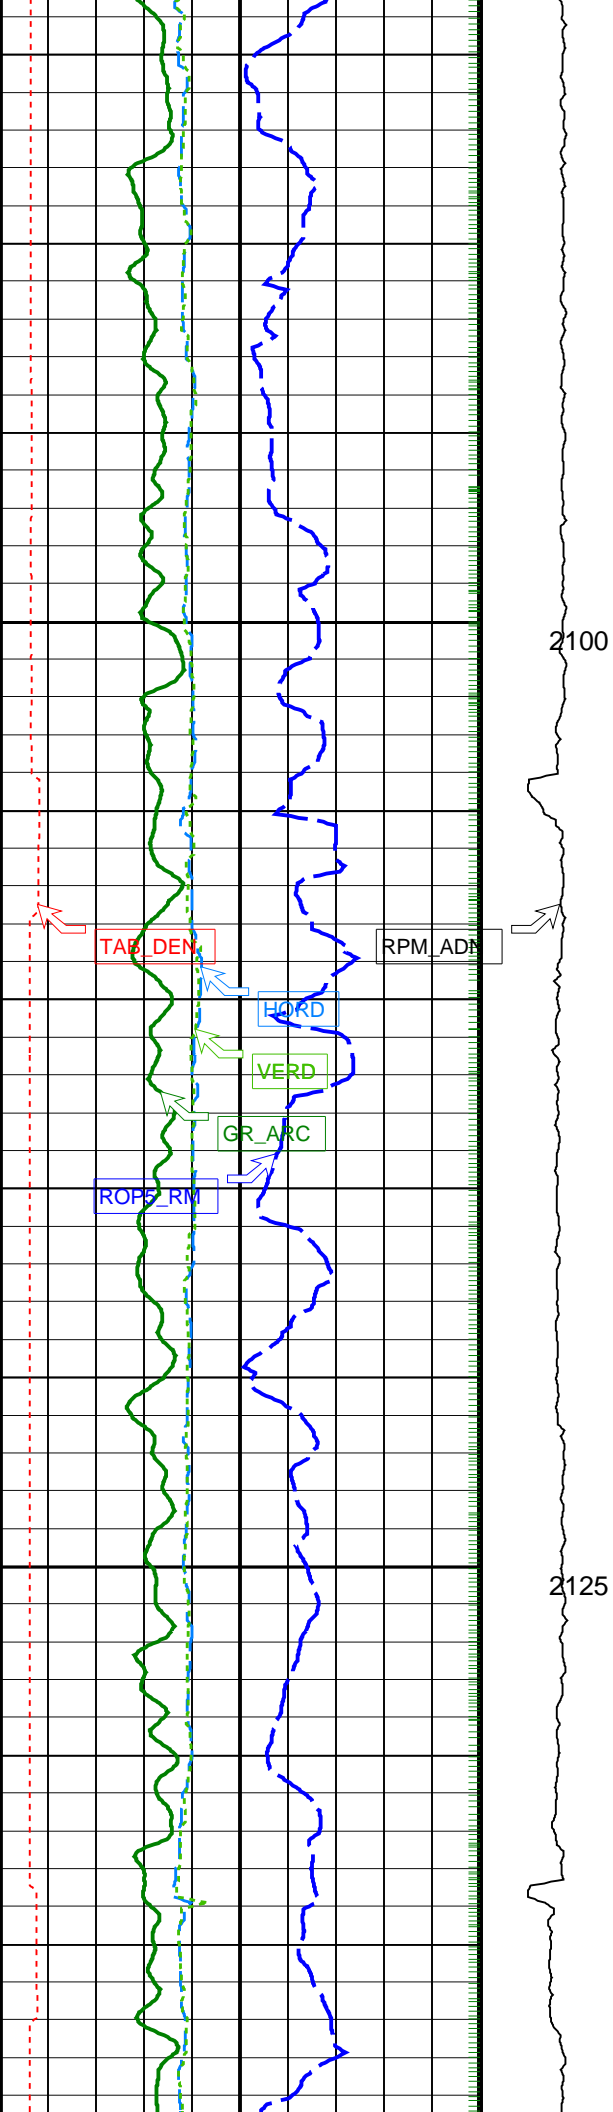 2100
TAB_DEN
RPM_ADN
HORD
VERD
GR_ARC
ROP5_RM
2125